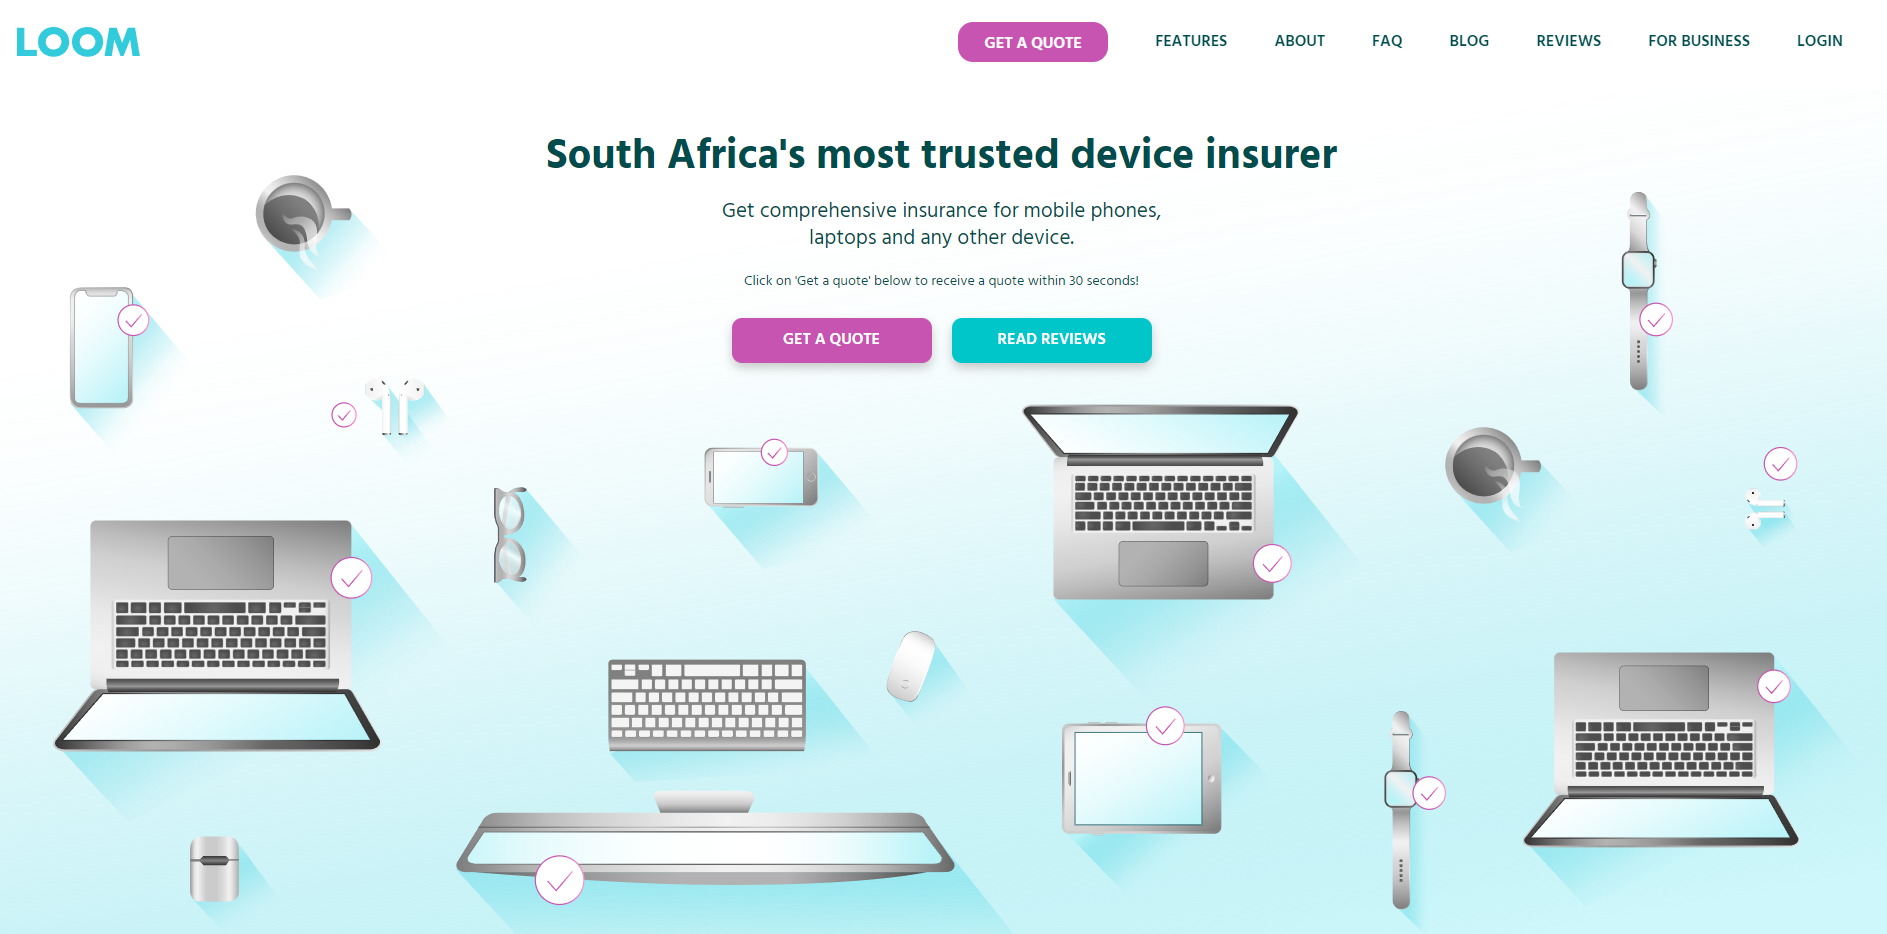 LOOM
GET A QUOTE
FEATURES
ABOUT
FAQ
BLOG
REVIEWS
FOR BUSINESS
LOGIN
South Africa's most trusted device insurer
Get comprehensive insurance for mobile phones,
laptops and any other device.
Click on 'Get a quote' below to receive a quote within 30 seconds!
GET A QUOTE
READ REVIEWS